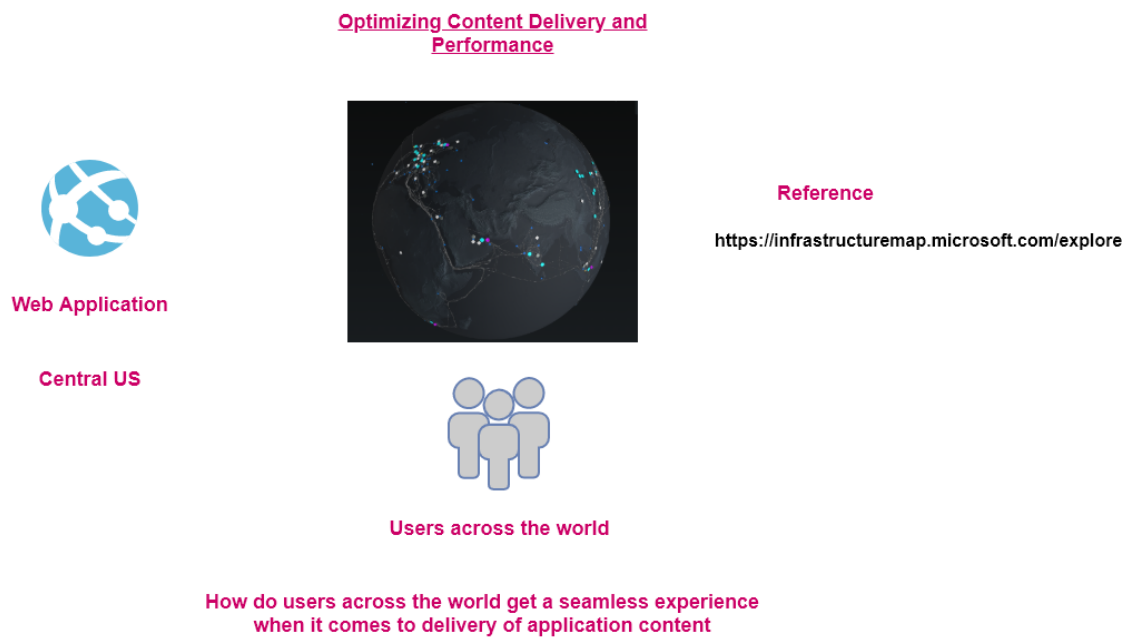 Optimizing Content Delivery and
Performance
Web Application
Central US
Reference
https://infrastructuremap.microsoft.com/explore
Users across the world
How do users across the world get a seamless experience
when it comes to delivery of application content